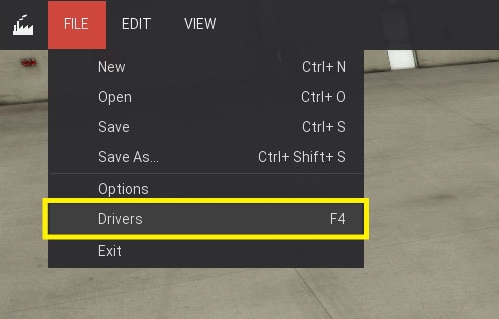 FILE EDIT VIEW
New Ctrl+ N
Open Ctrl+ O
Save Ctrl+ S
Save As... Ctrl+ Shift+ S
Options
Drivers F4
Exit